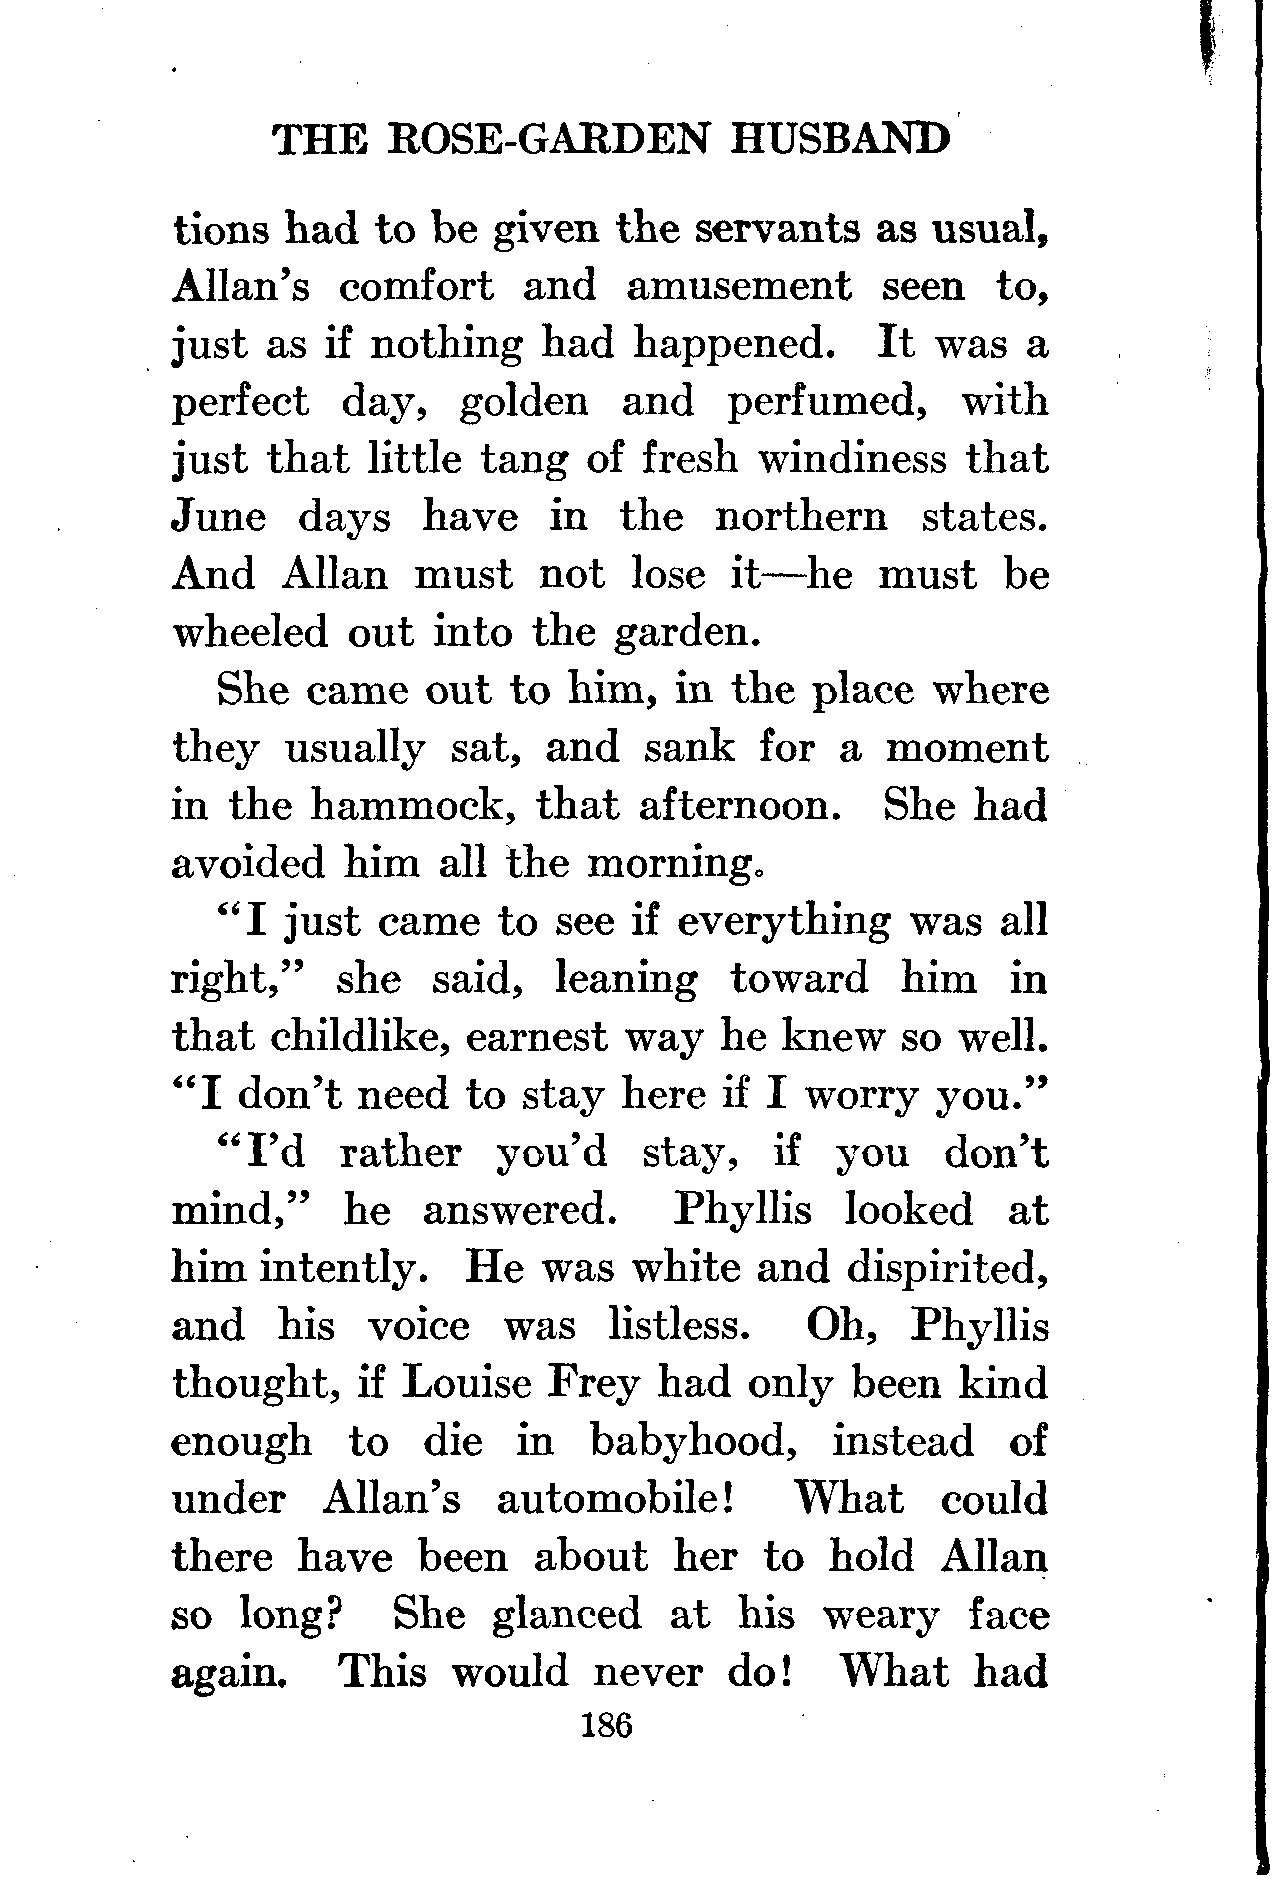 THE ROSE-GARDEN HUSBAND
tions had to be given the servants as usual,
Allan's comfort and amusement seen to,
just as if nothing had happened. It was a
perfect day, golden and perfumed, with
just that little tang of fresh windiness that
June days have in the northern states.
And Allan must not lose it—he must be
wheeled out into the garden.
She came out to him, in the place where
they usually sat, and sank for a moment
in the hammock, that afternoon. She had
avoided him all the morning.
"I just came to see if everything was all
right," she said, leaning toward him in
that childlike, earnest way he knew so well.
"I don't need to stay here if I worry you."
"I'd rather you'd stay, if you don't
mind," he answered. Phyllis looked at
him intently. He was white and dispirited,
and his voice was listless. Oh, Phyllis
thought, if Louise Frey had only been kind
enough to die in babyhood, instead of
under Allan's automobile! What could
there have been about her to hold Allan
so long? She glanced at his weary face
again. This would never do! What had
186